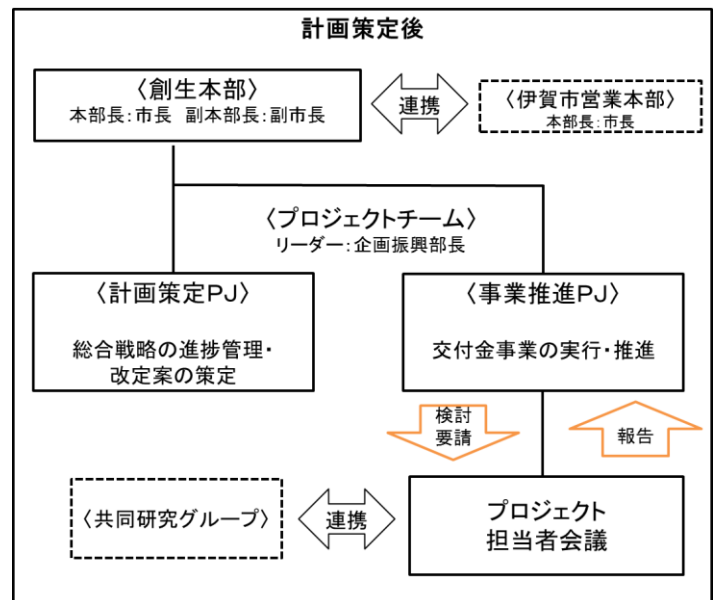 計画策定後
〈創生本部〉
本部長:市長 副本部長:副市長
連携
〈伊賀市営業本部〉
本部長:市長
〈プロジェクトチーム〉
リーダー:企画振興部長
〈計画策定PJ〉
総合戦略の進捗管理・
改定案の策定
〈事業推進PJ〉
交付金事業の実行・推進
検討
要請
報告
〈共同研究グループ〉
連携
プロジェクト
担当者会議